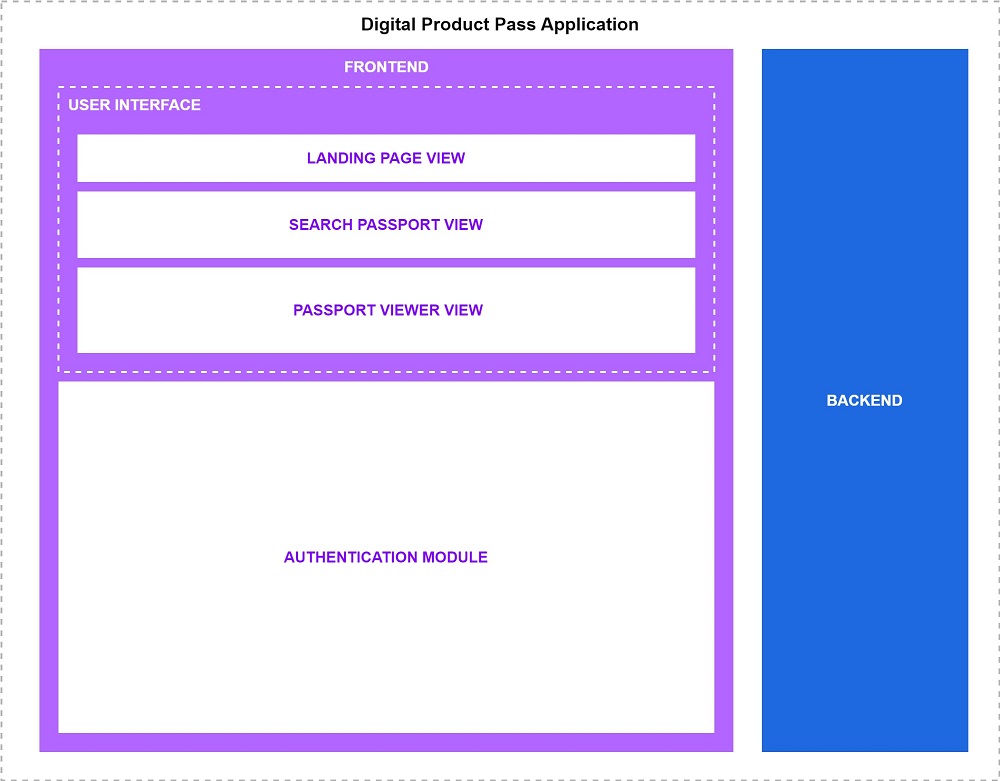 Digital Product Pass Application
FRONTEND
USER INTERFACE
LANDING PAGE VIEW
SEARCH PASSPORT VIEW
PASSPORT VIEWER VIEW
AUTHENTICATION MODULE
BACKEND